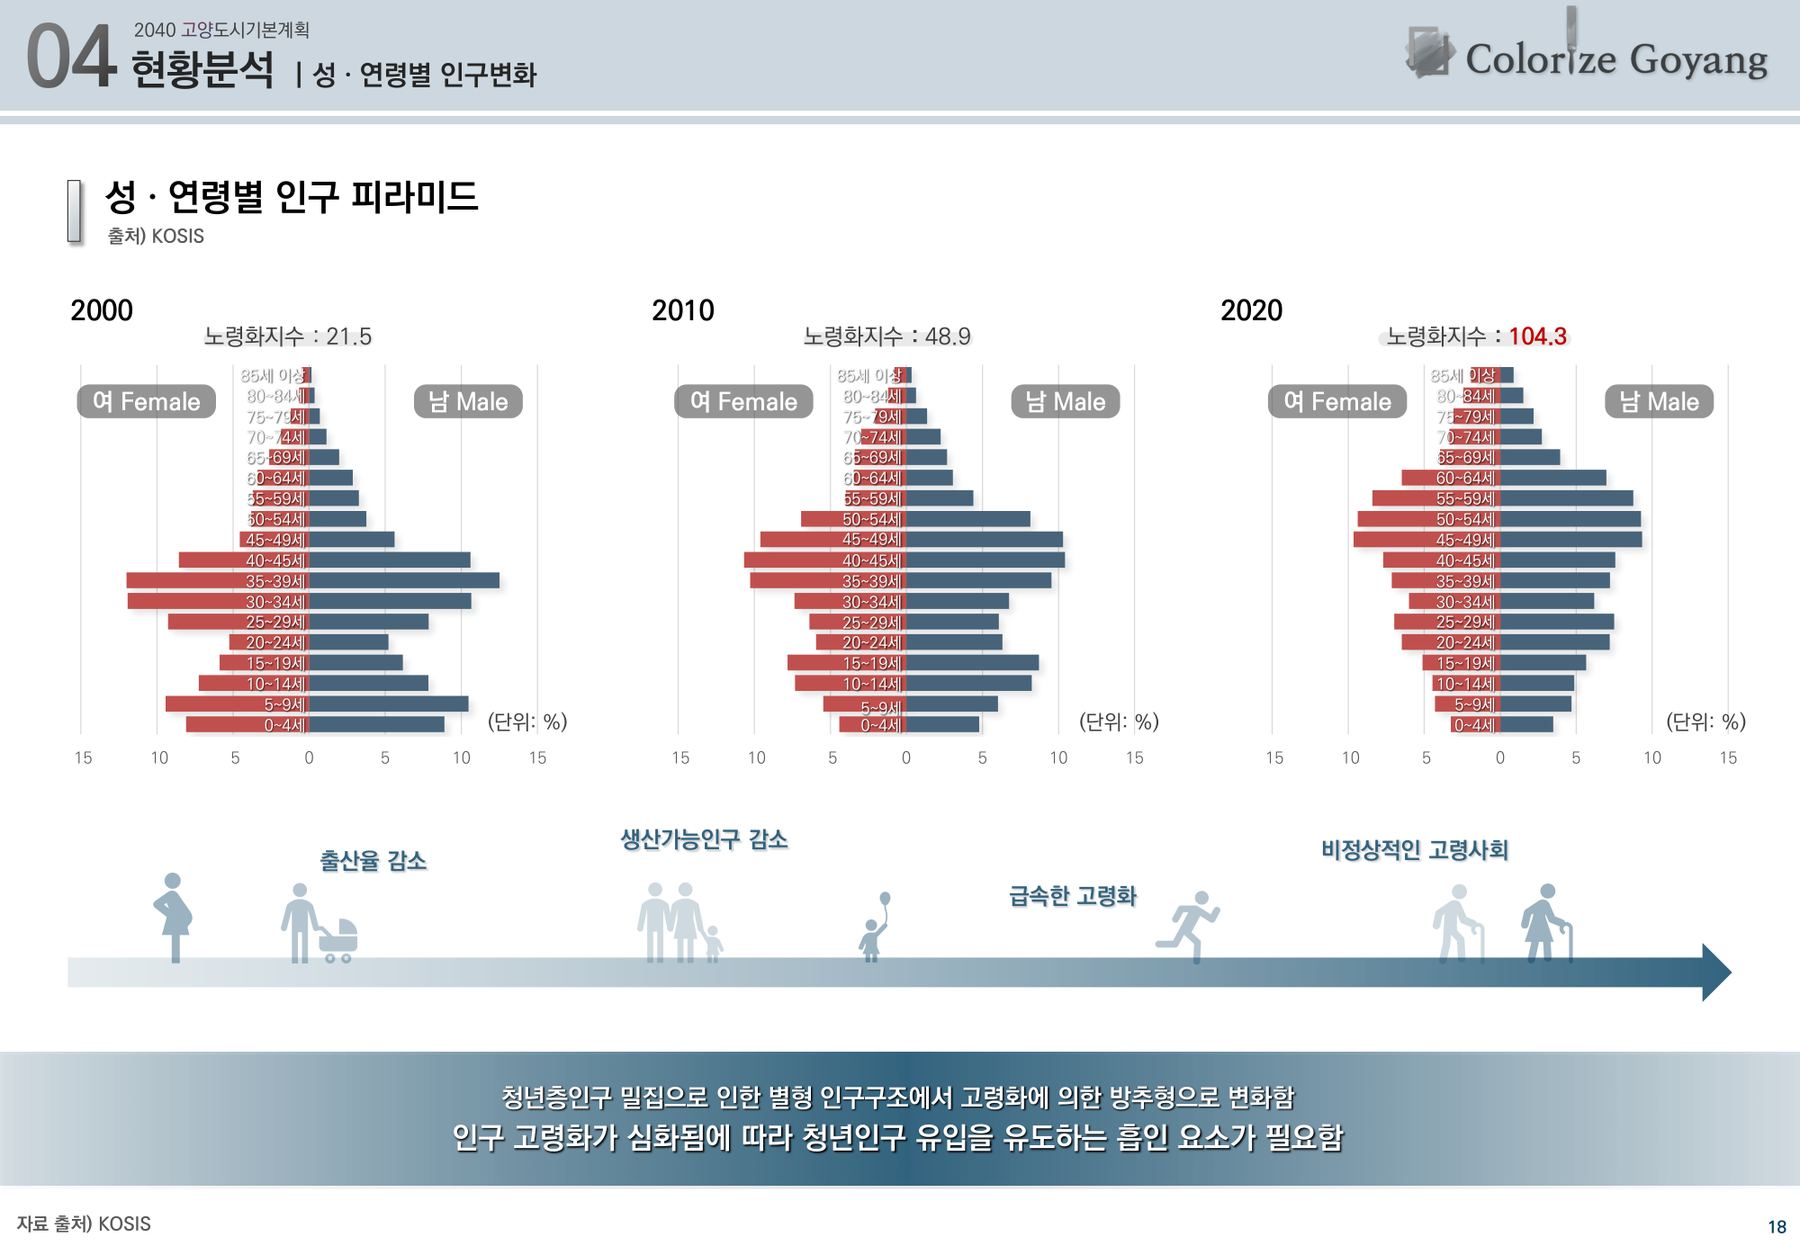 04
2040 고양도시기본계획
현황분석 | 성 · 연령별 인구변화
Colorize Goyang
성 · 연령별 인구 피라미드
출처) KOSIS
2000
노령화지수 : 21.5
여 Female
남 Male
85세 이상
80~84세
75~79세
70~74세
65~69세
60~64세
55~59세
50~54세
45~49세
40~45세
35~39세
30~34세
25~29세
20~24세
15~19세
10~14세
5~9세
0~4세
(단위: %)
15 10 5 0 5 10 15
2010
노령화지수 : 48.9
여 Female
남 Male
85세 이상
80~84세
75~79세
70~74세
65~69세
60~64세
55~59세
50~54세
45~49세
40~45세
35~39세
30~34세
25~29세
20~24세
15~19세
10~14세
5~9세
0~4세
(단위: %)
15 10 5 0 5 10 15
2020
노령화지수 : 104.3
여 Female
남 Male
85세 이상
80~84세
75~79세
70~74세
65~69세
60~64세
55~59세
50~54세
45~49세
40~45세
35~39세
30~34세
25~29세
20~24세
15~19세
10~14세
5~9세
0~4세
(단위: %)
15 10 5 0 5 10 15
출산율 감소
생산가능인구 감소
급속한 고령화
비정상적인 고령사회
청년층인구 밀집으로 인한 별형 인구구조에서 고령화에 의한 방추형으로 변화함
인구 고령화가 심화됨에 따라 청년인구 유입을 유도하는 흡인 요소가 필요함
자료 출처) KOSIS
18